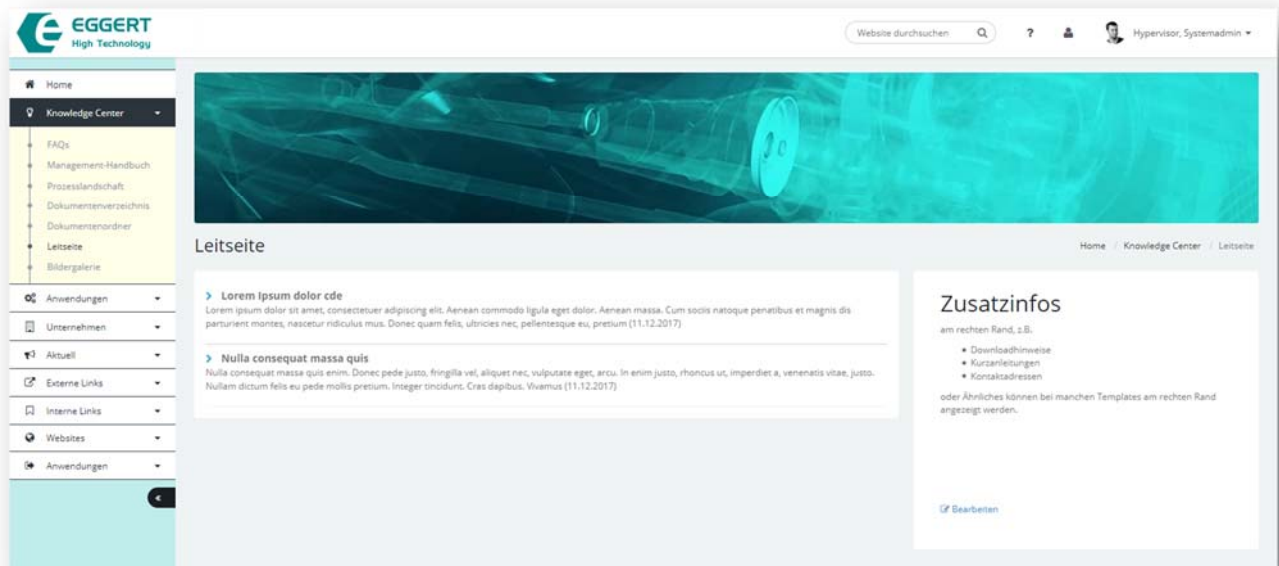 EGGERT
High Technology
Website durchsuchen
?
Hypervisor, Systemadmin
Home
Knowledge Center
FAQs
Management-Handbuch
Prozesslandschaft
Dokumentenverzeichnis
Dokumentenordner
Leitseite
Bildergalerie
Anwendungen
Unternehmen
Aktuell
Externe Links
Interne Links
Websites
Anwendungen
Leitseite
Home / Knowledge Center / Leitseite
Lorem Ipsum dolor cde
Lorem ipsum dolor sit amet, consectetuer adipiscing elit. Aenean commodo ligula eget dolor. Aenean massa. Cum sociis natoque penatibus et magnis dis
parturient montes, nascetur ridiculus mus. Donec quam felis, ultricies nec, pellentesque eu, pretium (11.12.2017)
Nulla consequat massa quis
Nulla consequat massa quis enim. Donec pede justo, fringilla vel, aliquet nec, vulputate eget, arcu. In enim justo, rhoncus ut, imperdiet a, venenatis vitae, justo.
Nullam dictum felis eu pede mollis pretium. Integer tincidunt. Cras dapibus. Vivamus (11.12.2017)
Zusatzinfos
am rechten Rand, z.B.
• Downloadhinweise
• Kurzanleitungen
• Kontaktadressen
oder Ähnliches können bei manchen Templates am rechten Rand
angezeigt werden.
Bearbeiten